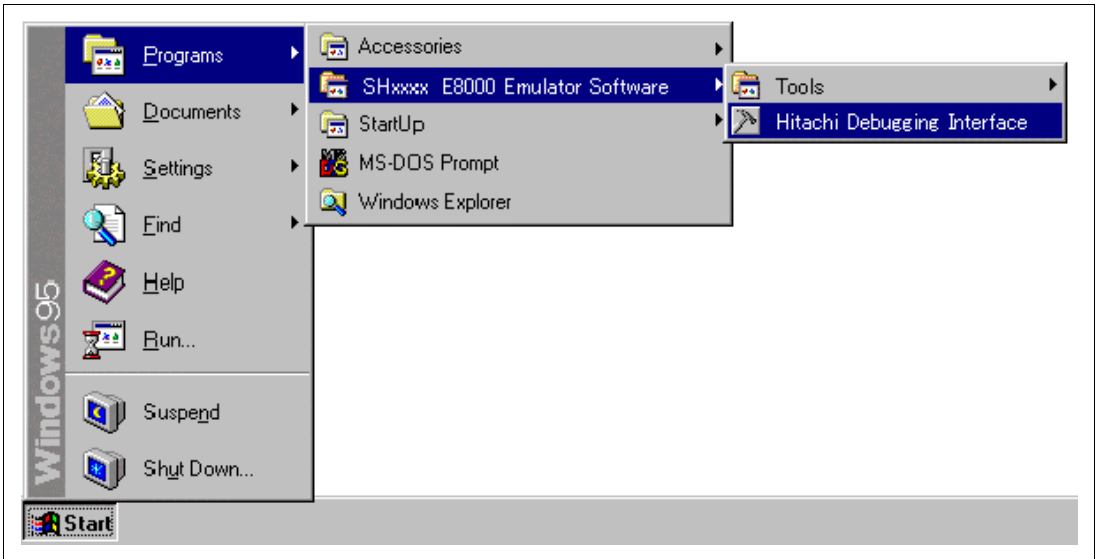 Programs
Documents
Settings
Find
Help
Run...
Suspend
Shut Down...
Windows95
Start
Accessories
SHxxxx E8000 Emulator Software
StartUp
MS-DOS Prompt
Windows Explorer
Tools
Hitachi Debugging Interface